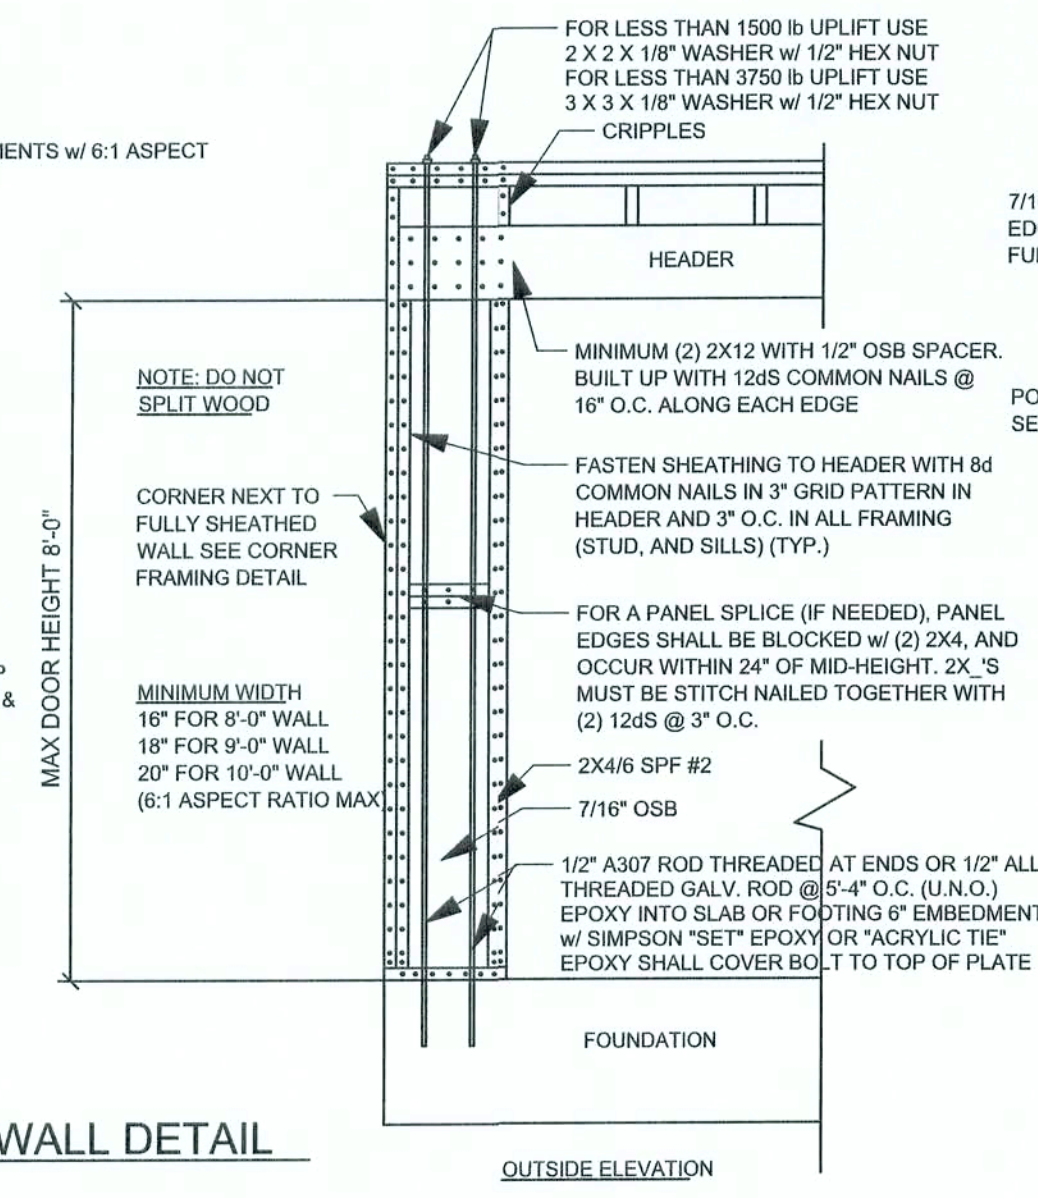 FOR LESS THAN 1500 lb UPLIFT USE
2 X 2 X 1/8" WASHER w/ 1/2" HEX NUT
FOR LESS THAN 3750 lb UPLIFT USE
3 X 3 X 1/8" WASHER w/ 1/2" HEX NUT
CRIPPLES
w/ 6:1 ASPECT
HEADER
MINIMUM (2) 2X12 WITH 1/2" OSB SPACER.
BUILT UP WITH 12dS COMMON NAILS @
16" O.C. ALONG EACH EDGE
NOTE: DO NOT
SPLIT WOOD
FASTEN SHEATHING TO HEADER WITH 8d
COMMON NAILS IN 3" GRID PATTERN IN
HEADER AND 3" O.C. IN ALL FRAMING
(STUD, AND SILLS) (TYP.)
CORNER NEXT TO
FULLY SHEATHED
WALL SEE CORNER
FRAMING DETAIL
MAX DOOR HEIGHT 8'-0"
FOR A PANEL SPLICE (IF NEEDED), PANEL
EDGES SHALL BE BLOCKED w/ (2) 2X4, AND
OCCUR WITHIN 24" OF MID-HEIGHT. 2X_'S
MUST BE STITCH NAILED TOGETHER WITH
(2) 12dS @ 3" O.C.
&
MINIMUM WIDTH
16" FOR 8'-0" WALL
18" FOR 9'-0" WALL
20" FOR 10'-0" WALL
(6:1 ASPECT RATIO MAX)
2X4/6 SPF #2
7/16" OSB
1/2" A307 ROD THREADED AT ENDS OR 1/2" ALL
THREADED GALV. ROD @ 5'-4" O.C. (U.N.O.)
EPOXY INTO SLAB OR FOOTING 6" EMBEDMENT
w/ SIMPSON "SET" EPOXY OR "ACRYLIC TIE"
EPOXY SHALL COVER BOLT TO TOP OF PLATE
FOUNDATION
WALL DETAIL
OUTSIDE ELEVATION